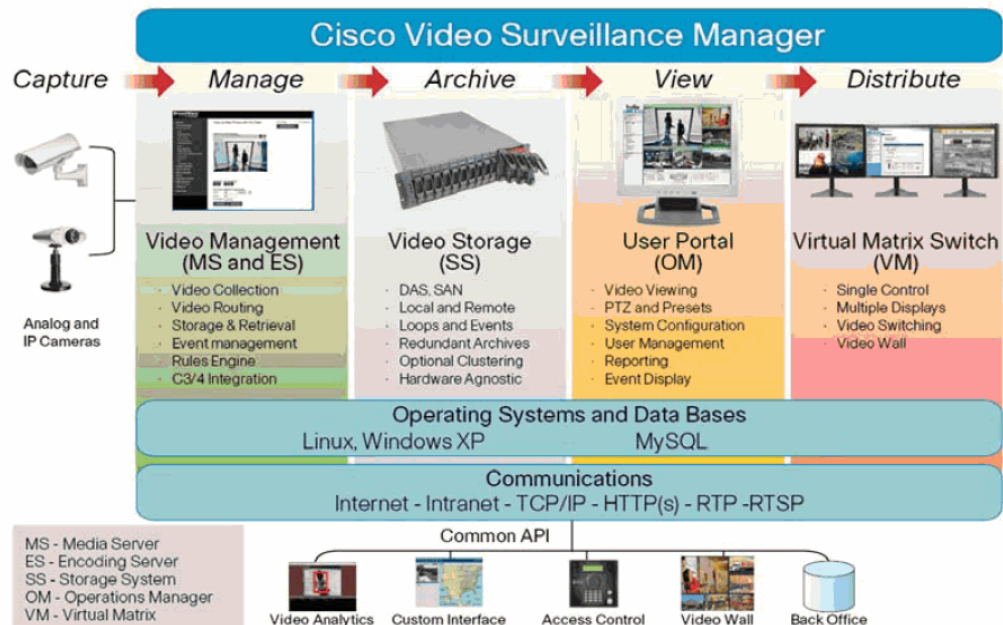 Cisco Video Surveillance Manager
Capture
Manage
Archive
View
Distribute
Analog and
IP Cameras
Video Management
(MS and ES)
· Video Collection
· Video Routing
· Storage & Retrieval
· Event management
· Rules Engine
· C3/4 Integration
Video Storage
(SS)
· DAS, SAN
· Local and Remote
· Loops and Events
· Redundant Archives
· Optional Clustering
· Hardware Agnostic
User Portal
(OM)
· Video Viewing
· PTZ and Presets
· System Configuration
· User Management
· Reporting
· Event Display
Virtual Matrix Switch
(VM)
· Single Control
· Multiple Displays
· Video Switching
· Video Wall
Operating Systems and Data Bases
Linux, Windows XP MySQL
Communications
Internet - Intranet - TCP/IP - HTTP(s) - RTP -RTSP
Common API
MS - Media Server
ES - Encoding Server
SS - Storage System
OM - Operations Manager
VM - Virtual Matrix
Video Analytics
Custom Interface
Access Control
Video Wall
Back Office